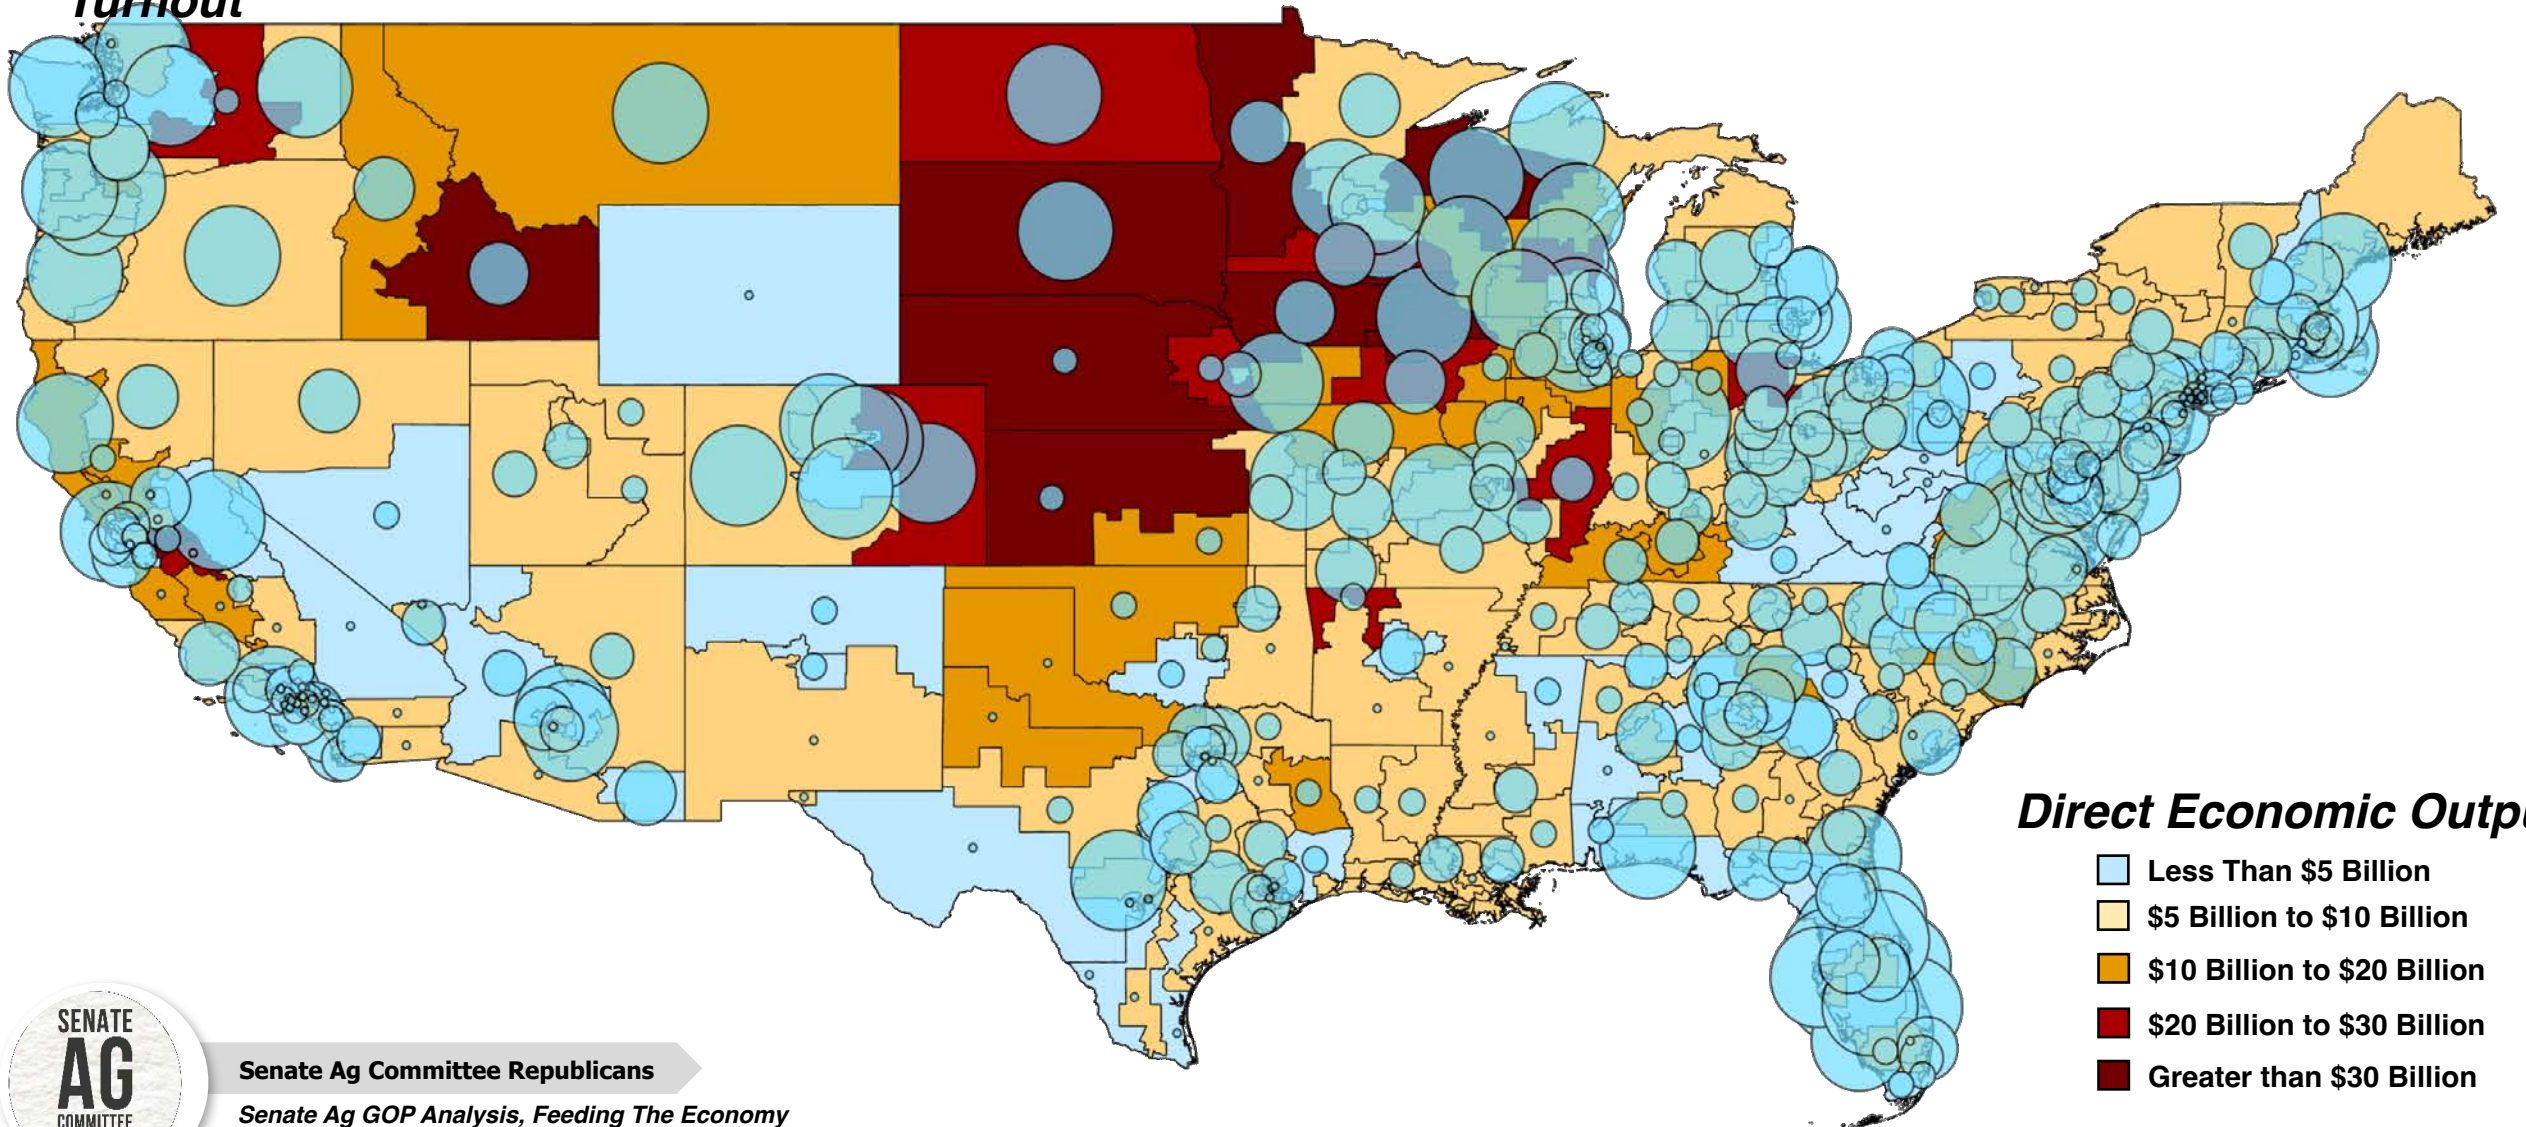 Turnout
Direct Economic Outpu
Less Than $5 Billion
$5 Billion to $10 Billion
$10 Billion to $20 Billion
$20 Billion to $30 Billion
Greater than $30 Billion
SENATE
AG
COMMITTEE
Senate Ag Committee Republicans
Senate Ag GOP Analysis, Feeding The Economy